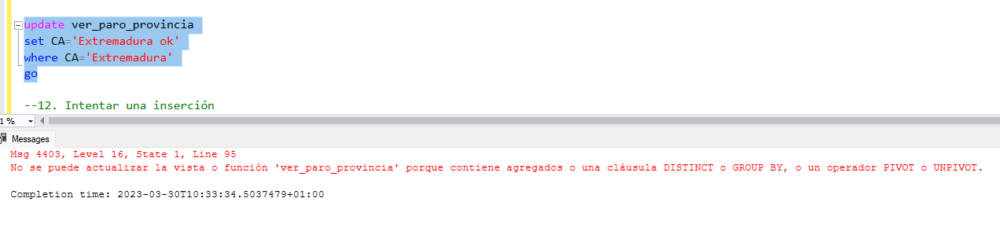 update ver_paro_provincia
set CA='Extremadura ok'
where CA='Extremadura'
go
--12. Intentar una inserción
1 %
Messages
Msg 4403, Level 16, State 1, Line 95
No se puede actualizar la vista o función 'ver_paro_provincia' porque contiene agregados o una cláusula DISTINCT o GROUP BY, o un operador PIVOT o UNPIVOT.
Completion time: 2023-03-30T10:33:34.5037479+01:00